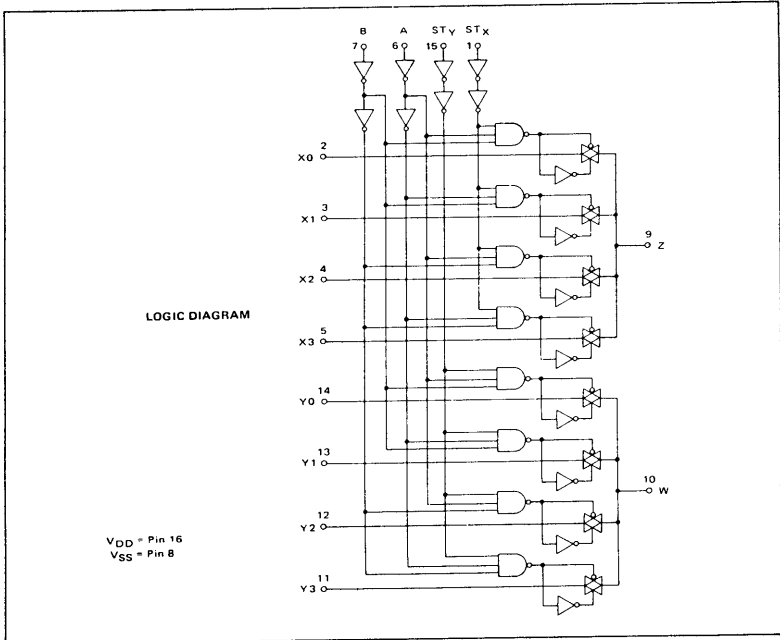 B A STY STX
7 6 15 1
2
X0
3
X1
4
X2
9
Z
LOGIC DIAGRAM
5
X3
14
Y0
13
Y1
10
W
12
Y2
VDD = Pin 16
VSS = Pin 8
11
Y3